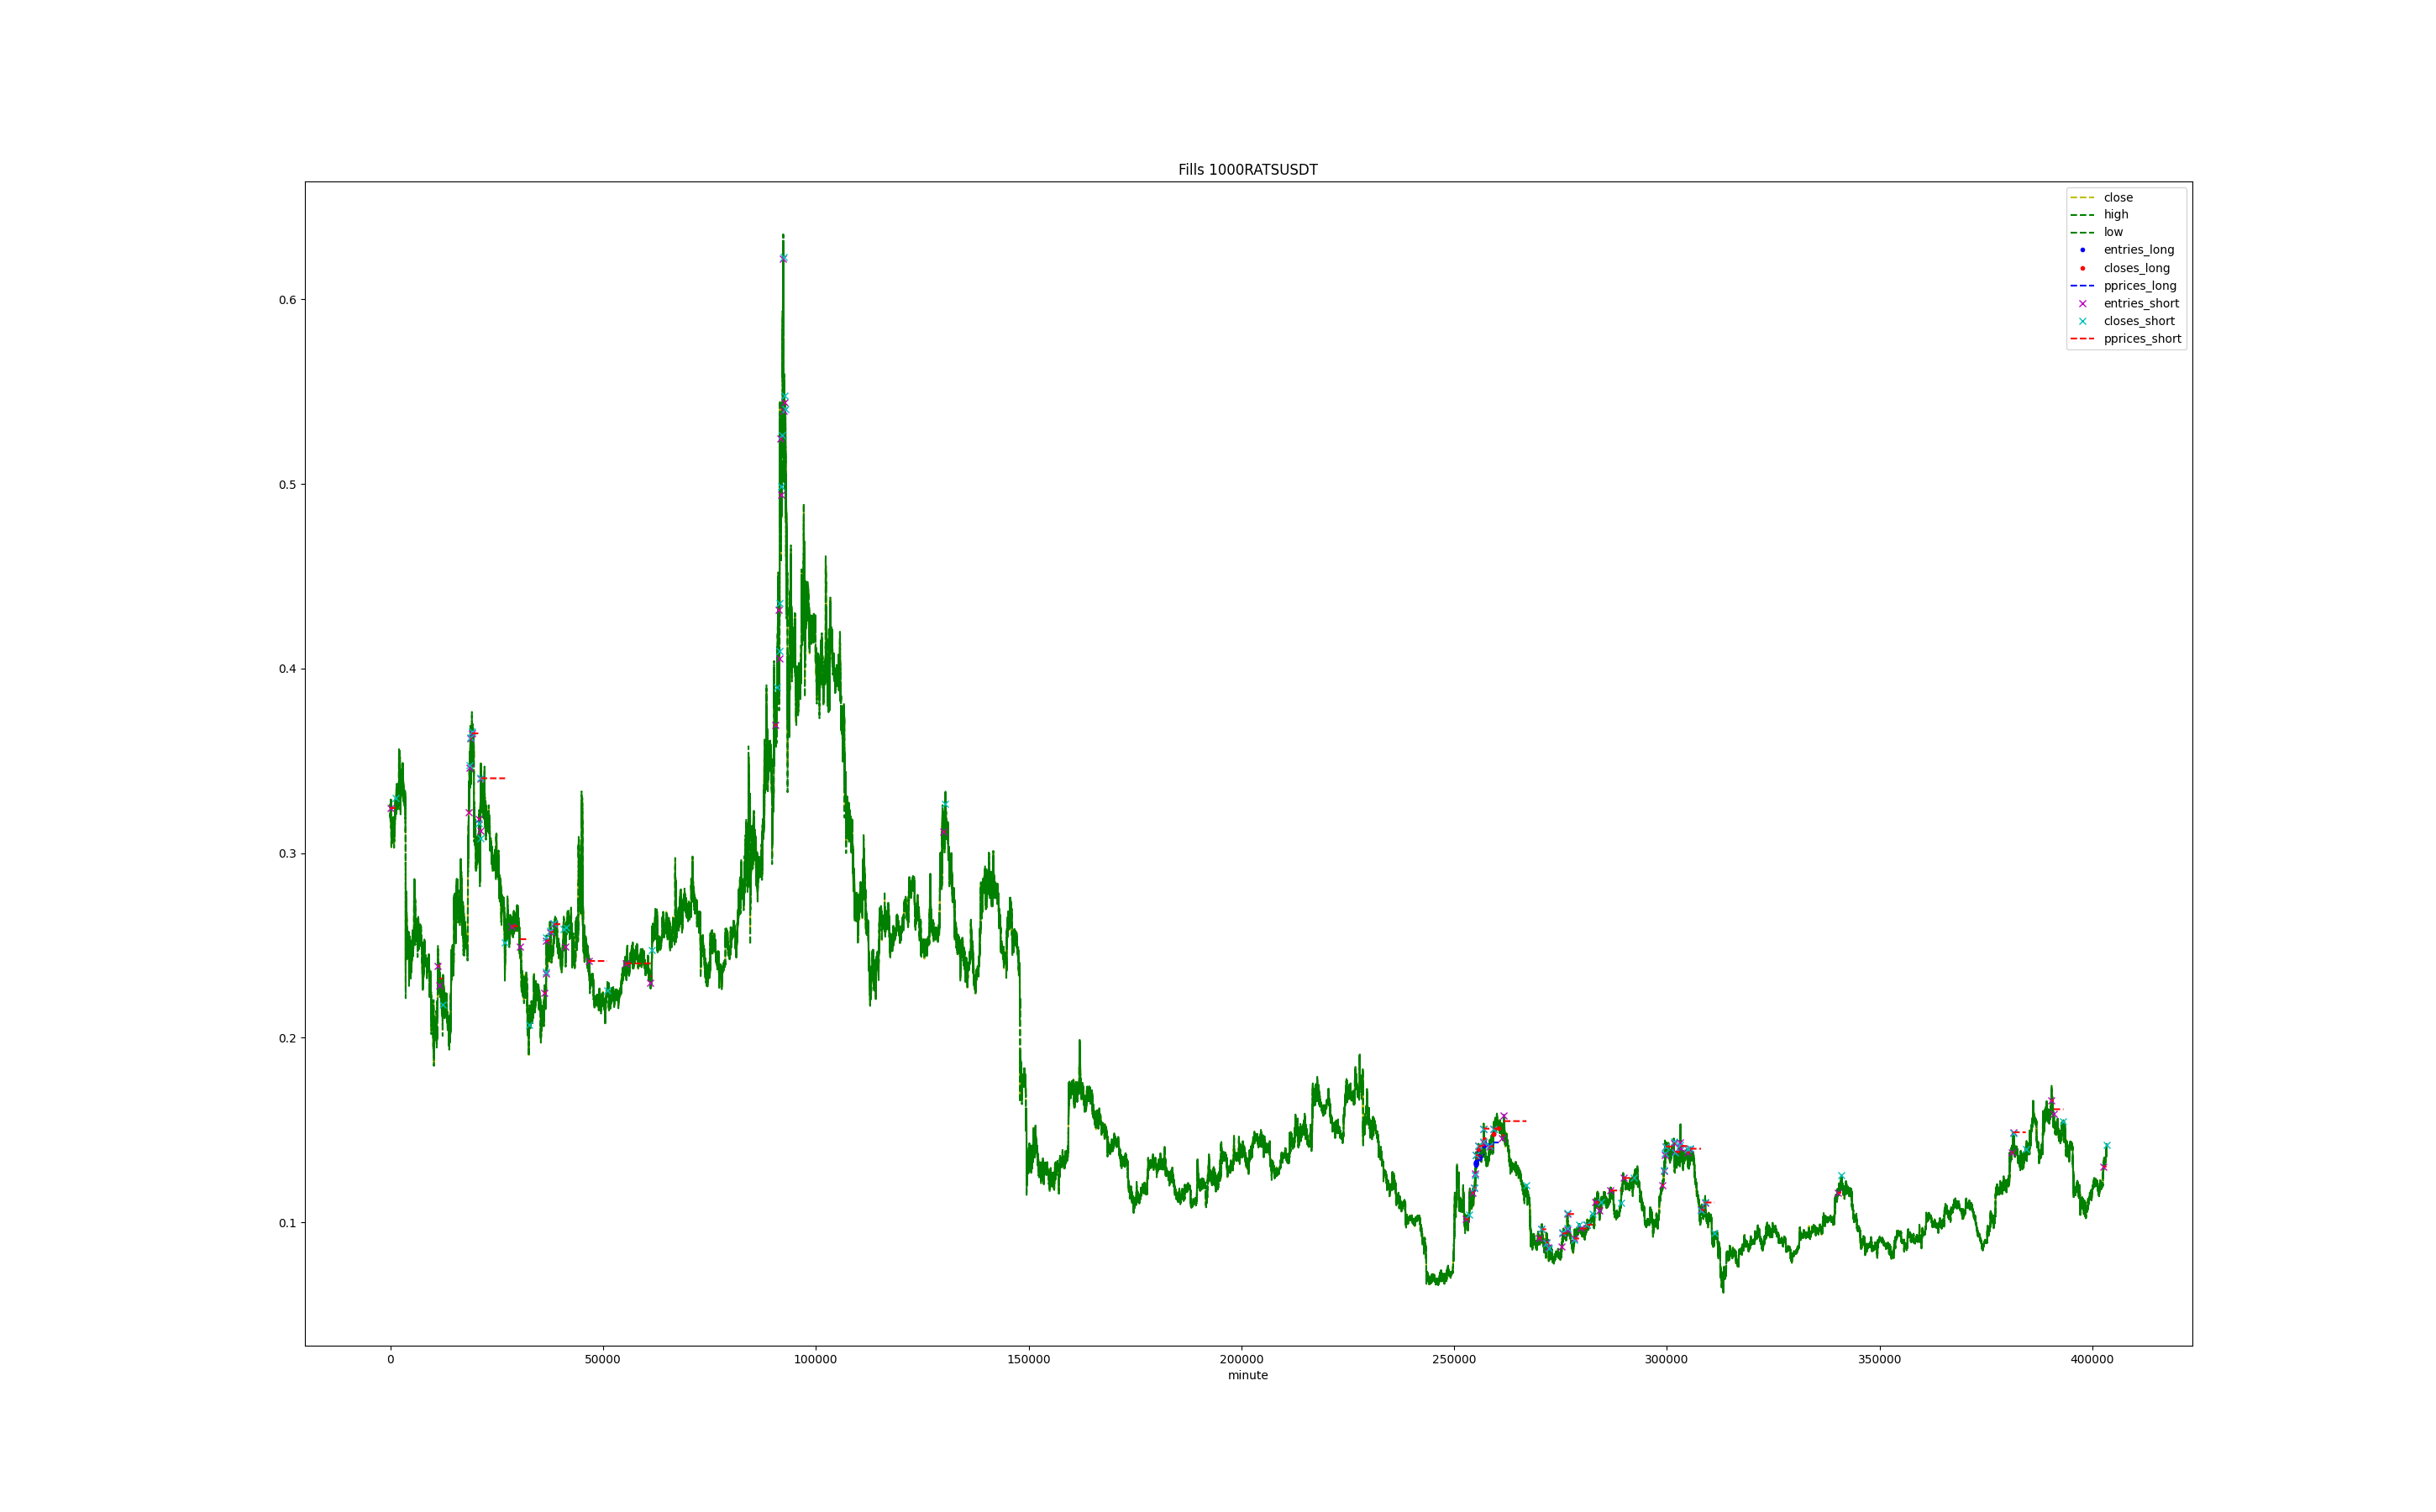 Fills 1000RATSUSDT
close
high
low
entries_long
closes_long
pprices_long
entries_short
closes_short
pprices_short
0.6
0.5
0.4
0.3
0.2
0.1
0 50000 100000 150000 200000 250000 300000 350000 400000
minute